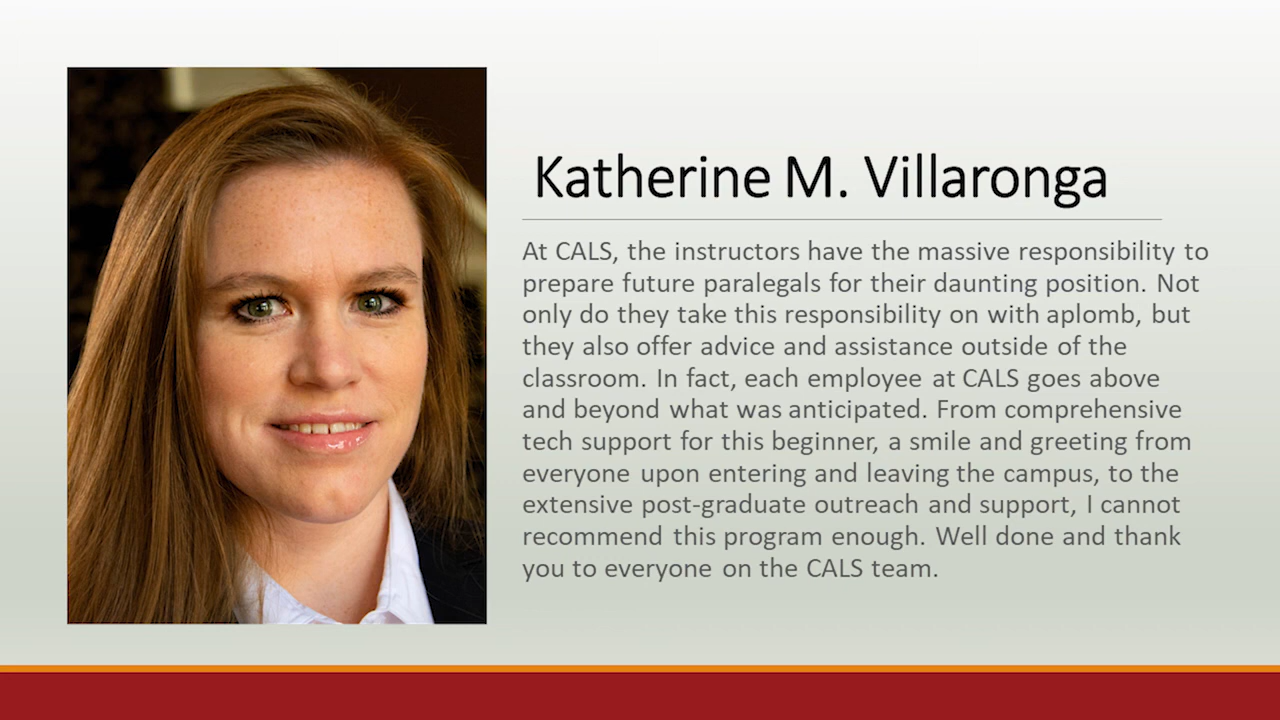 Katherine M. Villaronga
At CALS, the instructors have the massive responsibility to
prepare future paralegals for their daunting position. Not
only do they take this responsibility on with aplomb, but
they also offer advice and assistance outside of the
classroom. In fact, each employee at CALS goes above
and beyond what was anticipated. From comprehensive
tech support for this beginner, a smile and greeting from
everyone upon entering and leaving the campus, to the
extensive post-graduate outreach and support, I cannot
recommend this program enough. Well done and thank
you to everyone on the CALS team.